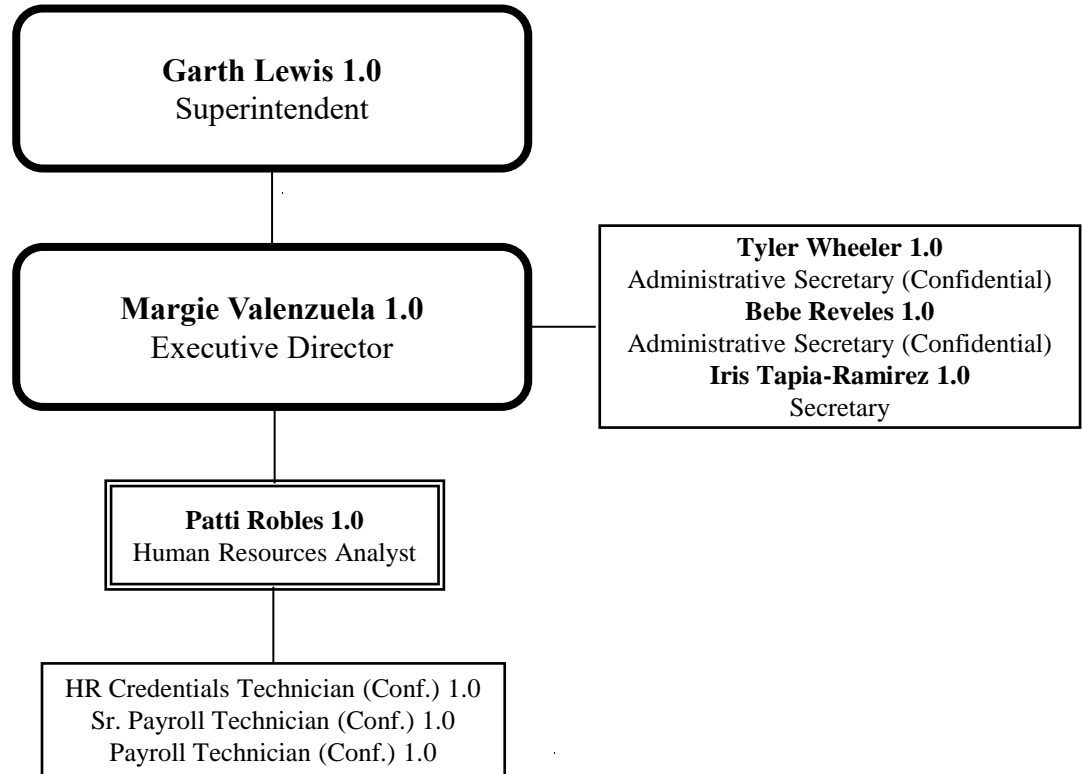 Garth Lewis 1.0
Superintendent
Margie Valenzuela 1.0
Executive Director
Tyler Wheeler 1.0
Administrative Secretary (Confidential)
Bebe Reveles 1.0
Administrative Secretary (Confidential)
Iris Tapia-Ramirez 1.0
Secretary
Patti Robles 1.0
Human Resources Analyst
HR Credentials Technician (Conf.) 1.0
Sr. Payroll Technician (Conf.) 1.0
Payroll Technician (Conf.) 1.0